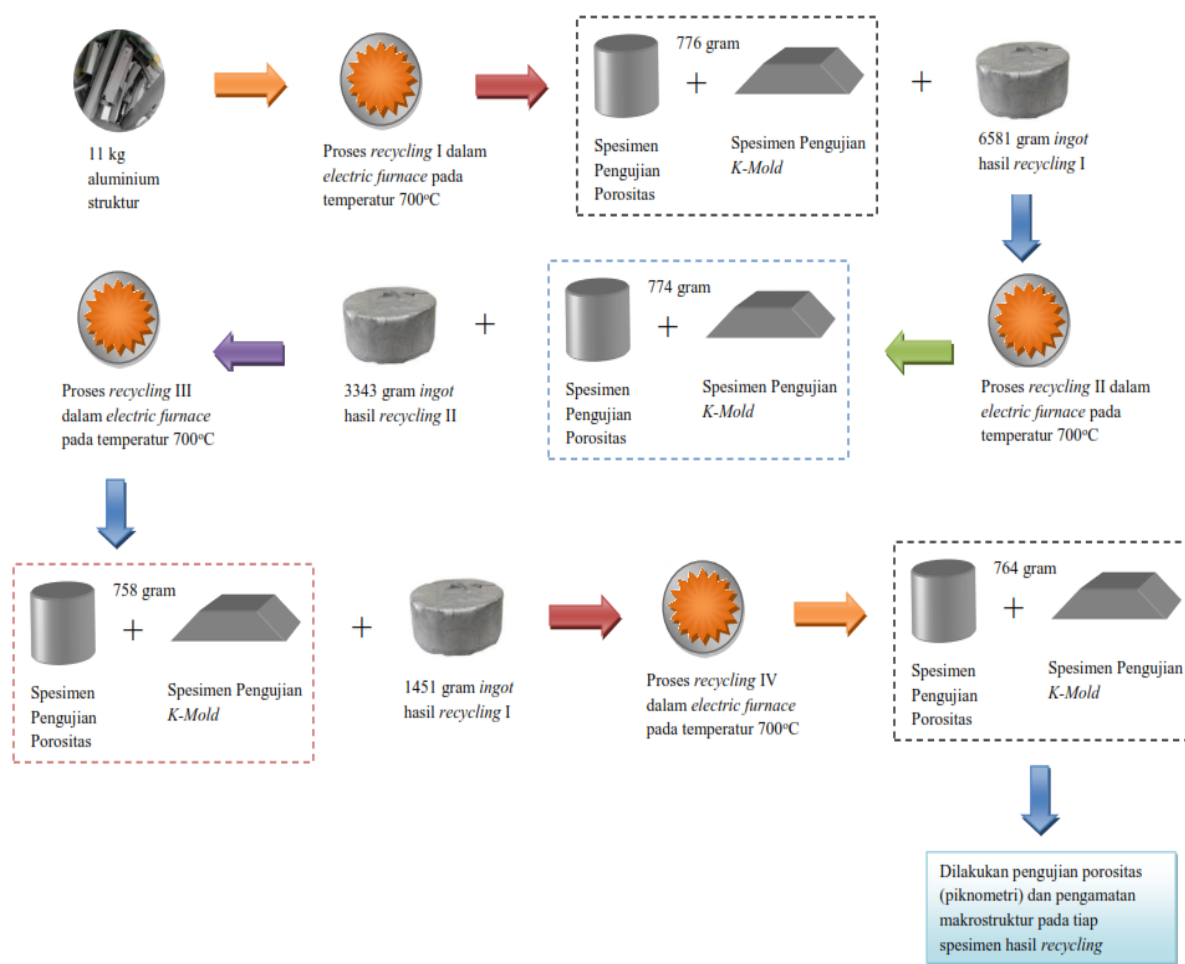 11 kg
aluminium
struktur
Proses recycling I dalam
electric furnace pada
temperatur 700°C
776 gram
+
Spesimen
Pengujian
Porositas
Spesimen Pengujian
K-Mold
+
6581 gram ingot
hasil recycling I
Proses recycling II dalam
electric furnace pada
temperatur 700°C
774 gram
+
Spesimen
Pengujian
Porositas
Spesimen Pengujian
K-Mold
+
3343 gram ingot
hasil recycling II
Proses recycling III
dalam electric furnace
pada temperatur 700°C
758 gram
+
Spesimen
Pengujian
Porositas
Spesimen Pengujian
K-Mold
+
1451 gram ingot
hasil recycling I
Proses recycling IV
dalam electric furnace
pada temperatur 700°C
764 gram
+
Spesimen
Pengujian
Porositas
Spesimen Pengujian
K-Mold
Dilakukan pengujian porositas
(piknometri) dan pengamatan
makrostruktur pada tiap
spesimen hasil recycling